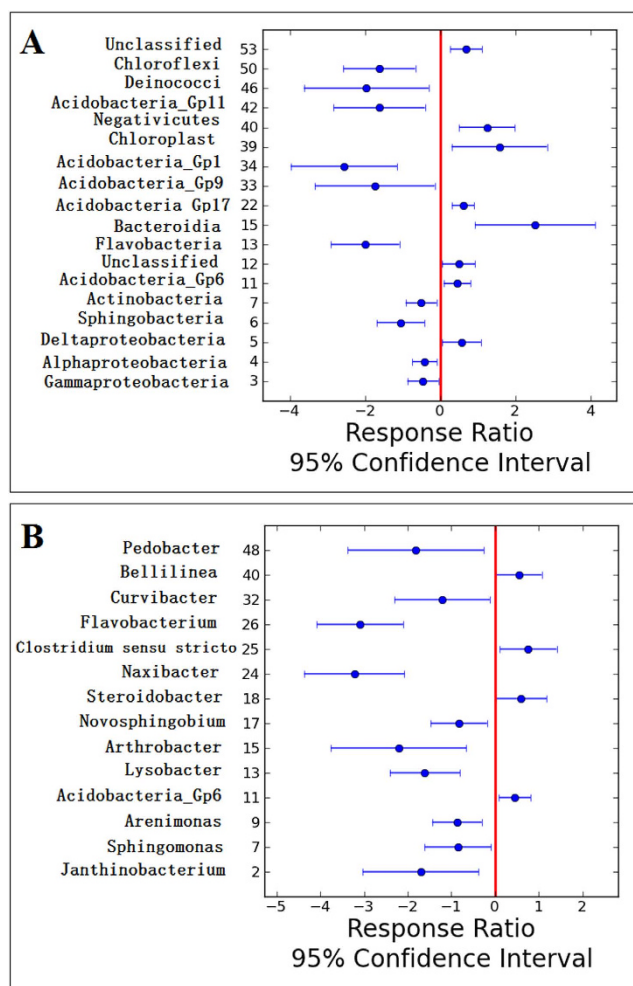 A
Unclassified 53
Chloroflexi 50
Deinococci 46
Acidobacteria_Gp11 42
Negativicutes 40
Chloroplast 39
Acidobacteria_Gp1 34
Acidobacteria_Gp9 33
Acidobacteria Gp17 22
Bacteroidia 15
Flavobacteria 13
Unclassified 12
Acidobacteria_Gp6 11
Actinobacteria 7
Sphingobacteria 6
Deltaproteobacteria 5
Alphaproteobacteria 4
Gammaproteobacteria 3
−4 −2 0 2 4
Response Ratio
95% Confidence Interval
B
Pedobacter 48
Bellilinea 40
Curvibacter 32
Flavobacterium 26
Clostridium sensu stricto 25
Naxibacter 24
Steroidobacter 18
Novosphingobium 17
Arthrobacter 15
Lysobacter 13
Acidobacteria_Gp6 11
Arenimonas 9
Sphingomonas 7
Janthinobacterium 2
−5 −4 −3 −2 −1 0 1 2
Response Ratio
95% Confidence Interval